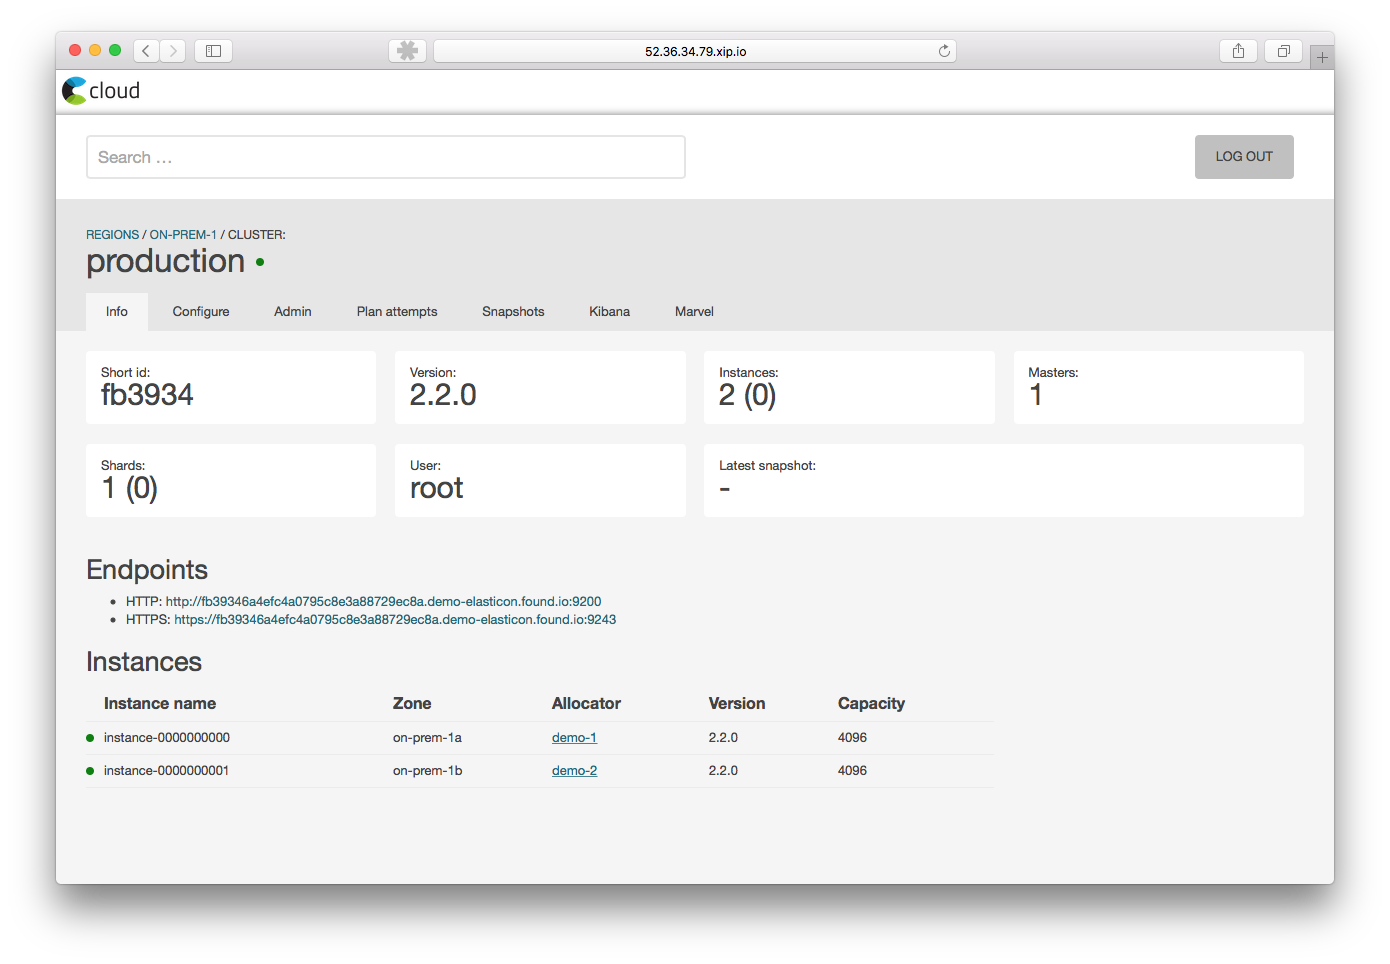 52.36.34.79.xip.io
cloud
Search ...
LOG OUT
REGIONS / ON-PREM-1 / CLUSTER:
production
Info Configure Admin Plan attempts Snapshots Kibana Marvel
Short id: Version: Instances: Masters:
fb3934 2.2.0 2 (0) 1
Shards: User: Latest snapshot:
1 (0) root -
Endpoints
• HTTP: http://fb39346a4efc4a0795c8e3a88729ec8a.demo-elasticon.found.io:9200
• HTTPS: https://fb39346a4efc4a0795c8e3a88729ec8a.demo-elasticon.found.io:9243
Instances
Instance name Zone Allocator Version Capacity
instance-0000000000 on-prem-1a demo-1 2.2.0 4096
instance-0000000001 on-prem-1b demo-2 2.2.0 4096